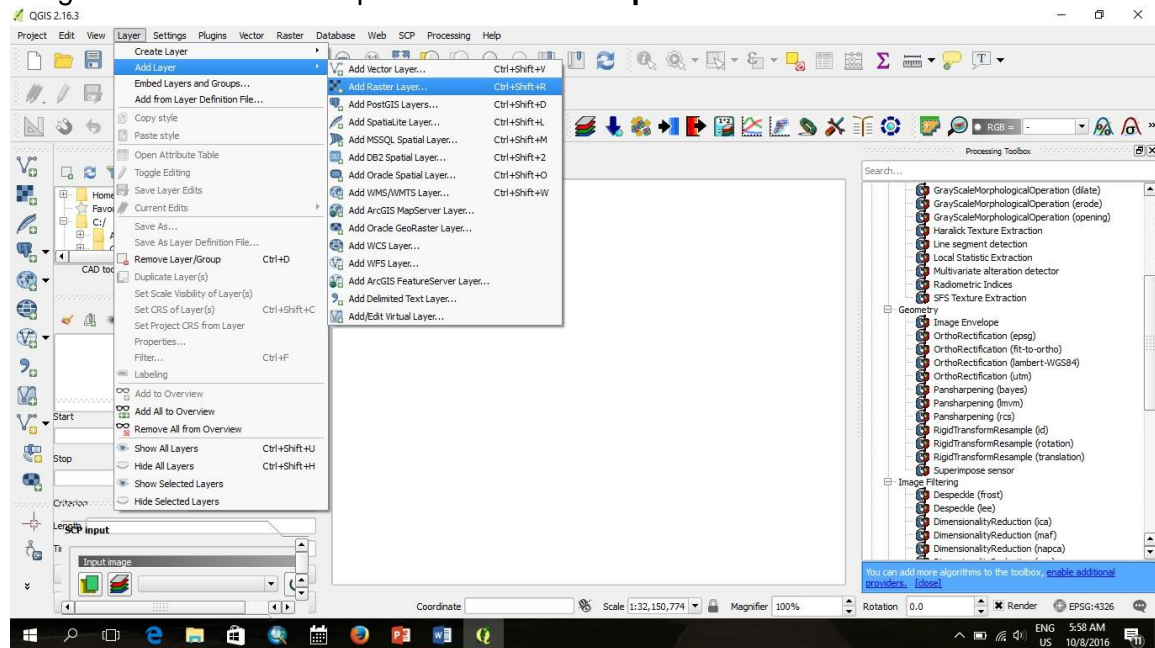 QGIS 2.16.3
Project Edit View Layer Settings Plugins Vector Raster Database Web SCP Processing Help
Create Layer
Add Layer
Embed Layers and Groups...
Add from Layer Definition File...
Copy style
Paste style
Open Attribute Table
Toggle Editing
Save Layer Edits
Current Edits
Save As...
Save As Layer Definition File...
Remove Layer/Group Ctrl+D
Duplicate Layer(s)
Set Scale Visibility of Layer(s)
Set CRS of Layer(s) Ctrl+Shift+C
Set Project CRS from Layer
Properties...
Filter... Ctrl+F
Labeling
Add to Overview
Add All to Overview
Remove All from Overview
Show All Layers Ctrl+Shift+U
Hide All Layers Ctrl+Shift+H
Show Selected Layers
Hide Selected Layers
Add Vector Layer... Ctrl+Shift+V
Add Raster Layer... Ctrl+Shift+R
Add PostGIS Layers... Ctrl+Shift+D
Add SpatiaLite Layer... Ctrl+Shift+L
Add MSSQL Spatial Layer... Ctrl+Shift+M
Add DB2 Spatial Layer... Ctrl+Shift+2
Add Oracle Spatial Layer... Ctrl+Shift+O
Add WMS/WMTS Layer... Ctrl+Shift+W
Add ArcGIS MapServer Layer...
Add Oracle GeoRaster Layer...
Add WCS Layer...
Add WFS Layer...
Add ArcGIS FeatureServer Layer...
Add Delimited Text Layer...
Add/Edit Virtual Layer...
RGB = -
Home
Favo
C:/
CAD too
Start
Stop
Criterion
Length
SCP input
Input image
Processing Toolbox
Search...
GrayScaleMorphologicalOperation (dilate)
GrayScaleMorphologicalOperation (erode)
GrayScaleMorphologicalOperation (opening)
Haralick Texture Extraction
Line segment detection
Local Statistic Extraction
Multivariate alteration detector
Radiometric Indices
SFS Texture Extraction
Geometry
Image Envelope
OrthoRectification (epsg)
OrthoRectification (fit-to-ortho)
OrthoRectification (lambert-WGS84)
OrthoRectification (utm)
Pansharpening (bayes)
Pansharpening (lmvm)
Pansharpening (rcs)
RigidTransformResample (id)
RigidTransformResample (rotation)
RigidTransformResample (translation)
Superimpose sensor
Image Filtering
Despeckle (frost)
Despeckle (lee)
DimensionalityReduction (ica)
DimensionalityReduction (maf)
DimensionalityReduction (napca)
You can add more algorithms to the toolbox, enable additional
providers. [close]
Coordinate Scale 1:32,150,774 Magnifier 100% Rotation 0.0 Render EPSG:4326
ENG 5:58 AM
US 10/8/2016